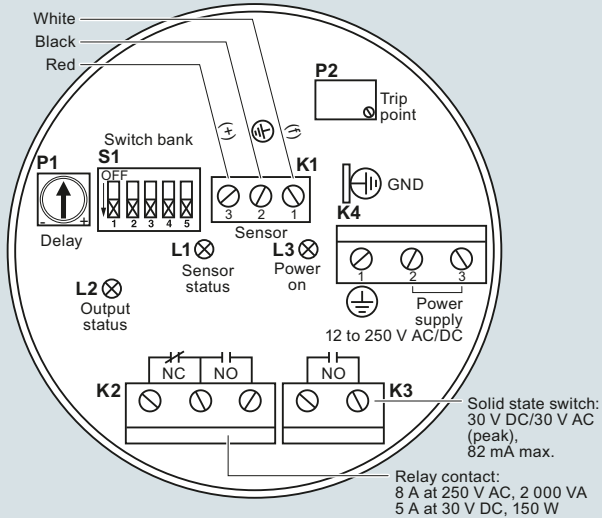 White
Black
Red
P2
Trip
point
(+)
(f)
Switch bank
P1
S1
OFF
K1
- +
1 2 3 4 5
3 2 1
GND
K4
Delay
Sensor
L1
Sensor
status
L3
Power
on
1 2 3
L2
Output
status
Power
supply
12 to 250 V AC/DC
NC NO
NO
K2
K3
Solid state switch:
30 V DC/30 V AC
(peak),
82 mA max.
Relay contact:
8 A at 250 V AC, 2 000 VA
5 A at 30 V DC, 150 W